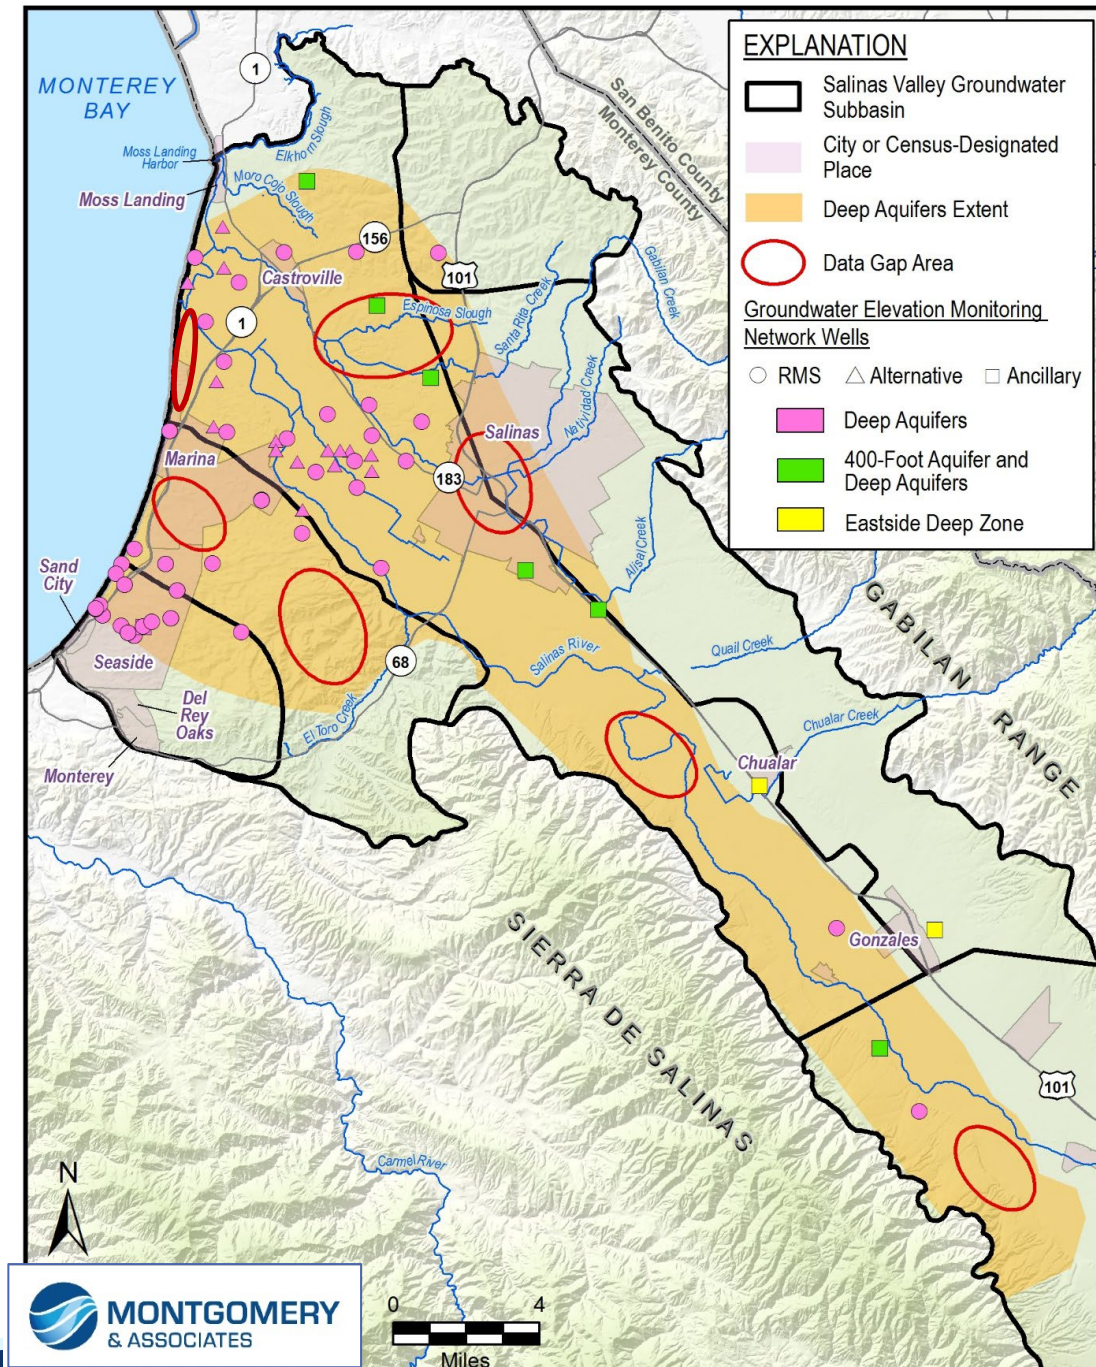 EXPLANATION
Salinas Valley Groundwater
Subbasin
City or Census-Designated
Place
Deep Aquifers Extent
Data Gap Area
Groundwater Elevation Monitoring
Network Wells
RMS
Alternative
Ancillary
Deep Aquifers
400-Foot Aquifer and
Deep Aquifers
Eastside Deep Zone
1
MONTEREY
BAY
San Benito County
Monterey County
Elkhorn Slough
Moss Landing
Harbor
Moro Cojo Slough
Moss Landing
156
101
Castroville
Gabilan Creek
Santa Rita Creek
Espinosa Slough
1
Natividad Creek
Salinas
Marina
183
Alisal Creek
Sand
City
GABILAN
RANGE
Quail Creek
Salinas River
Seaside
68
Del
Rey
Oaks
El Toro Creek
Chualar Creek
Monterey
Chualar
SIERRA DE SALINAS
Gonzales
101
Carmel River
N
0
4
Miles
MONTGOMERY
& ASSOCIATES